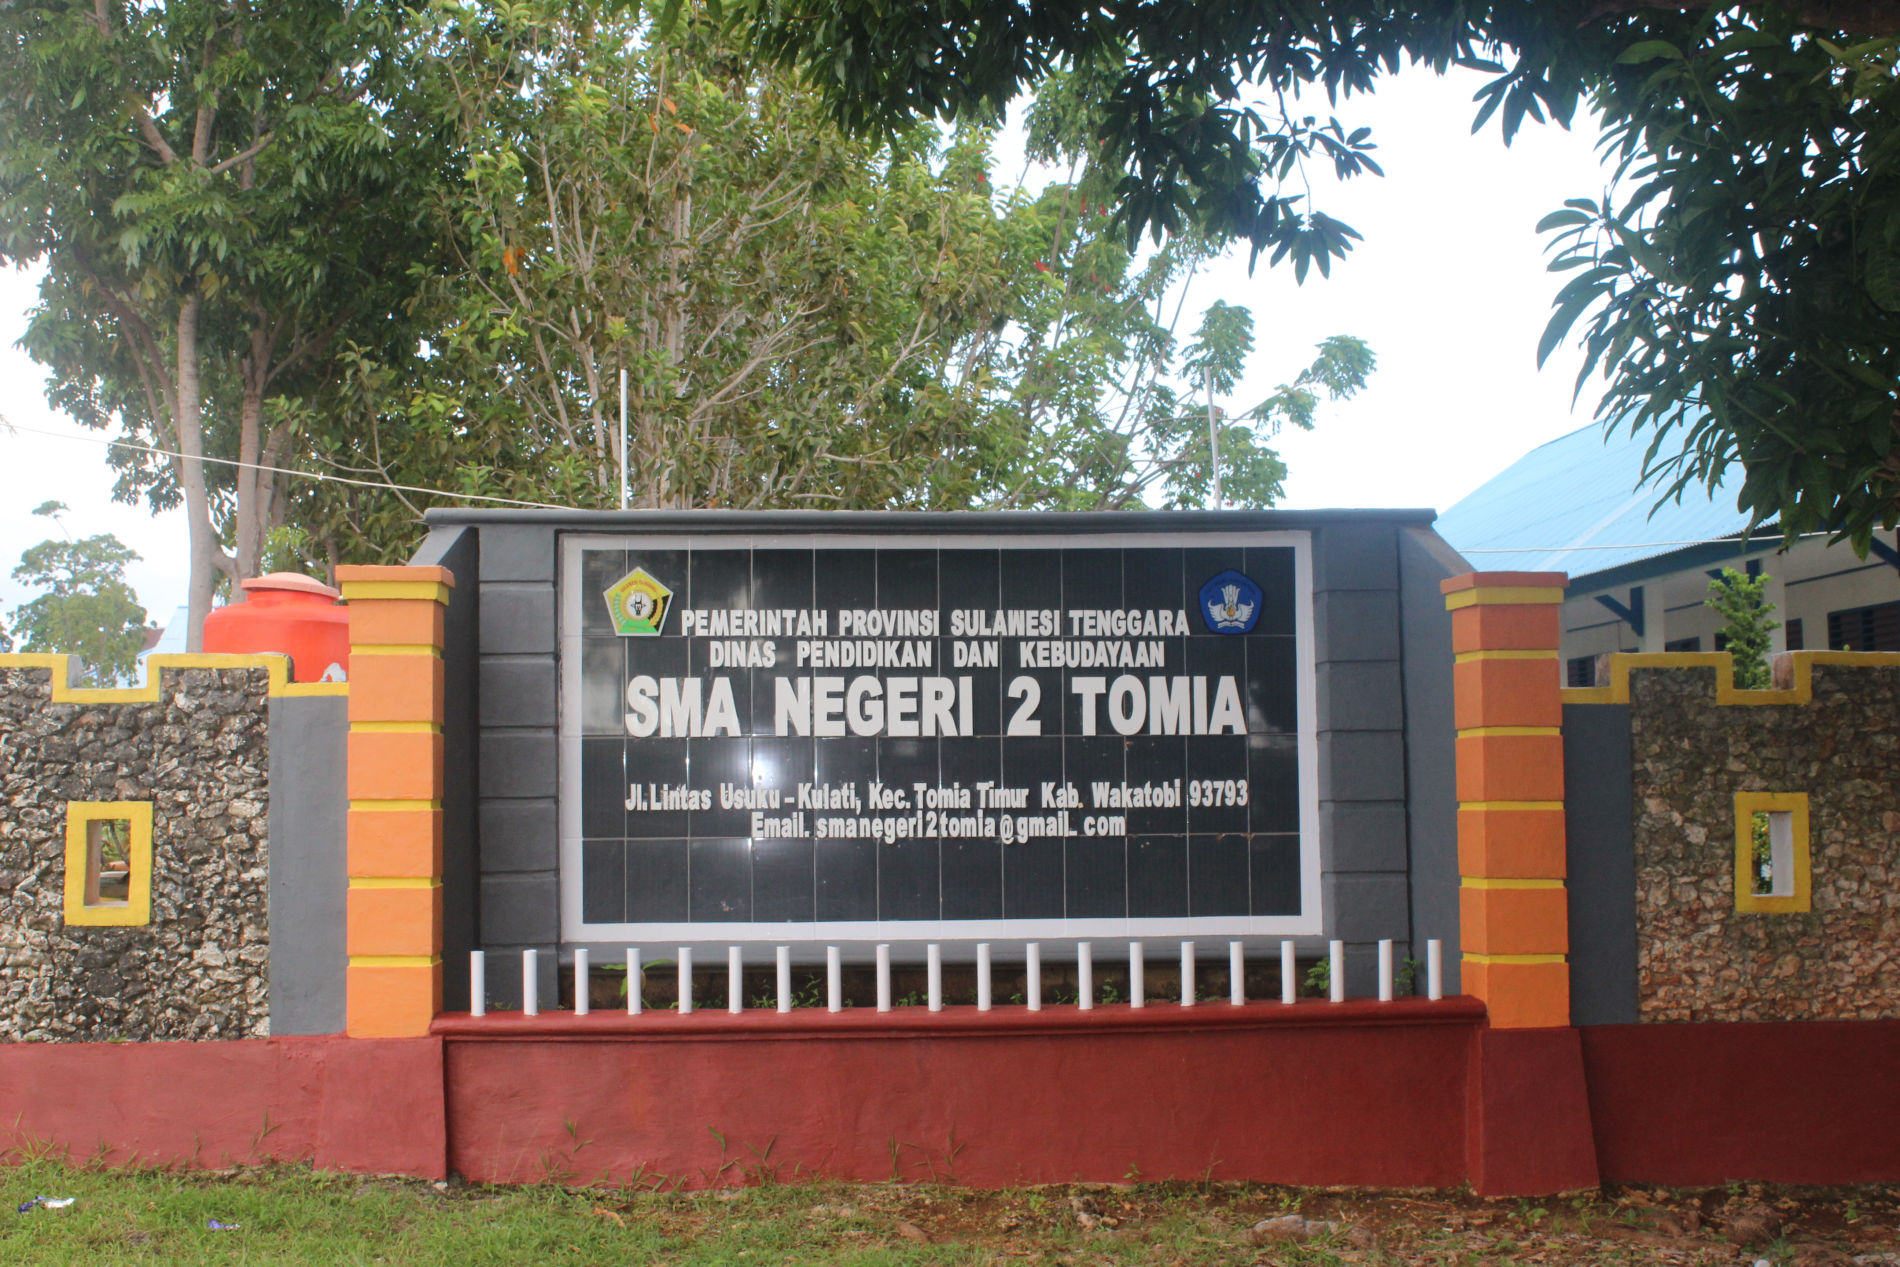 PEMERINTAH PROVINSI SULAWESI TENGGARA
DINAS PENDIDIKAN DAN KEBUDAYAAN
SMA NEGERI 2 TOMIA
Jl. Lintas Usuku - Kulati, Kec. Tomia Timur Kab. Wakatobi 93793
Email. smanegeri2tomia@gmail. com